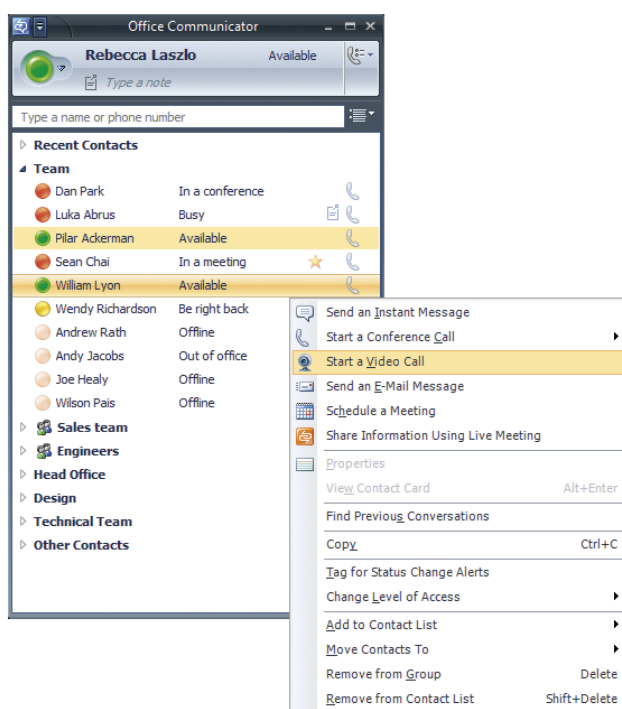 Office Communicator
Rebecca Laszlo Available
Type a note
Type a name or phone number
Recent Contacts
Team
Dan Park In a conference
Luka Abrus Busy
Pilar Ackerman Available
Sean Chai In a meeting
William Lyon Available
Wendy Richardson Be right back
Andrew Rath Offline
Andy Jacobs Out of office
Joe Healy Offline
Wilson Pais Offline
Sales team
Engineers
Head Office
Design
Technical Team
Other Contacts
Send an Instant Message
Start a Conference Call
Start a Video Call
Send an E-Mail Message
Schedule a Meeting
Share Information Using Live Meeting
Properties
View Contact Card Alt+Enter
Find Previous Conversations
Copy Ctrl+C
Tag for Status Change Alerts
Change Level of Access
Add to Contact List
Move Contacts To
Remove from Group Delete
Remove from Contact List Shift+Delete